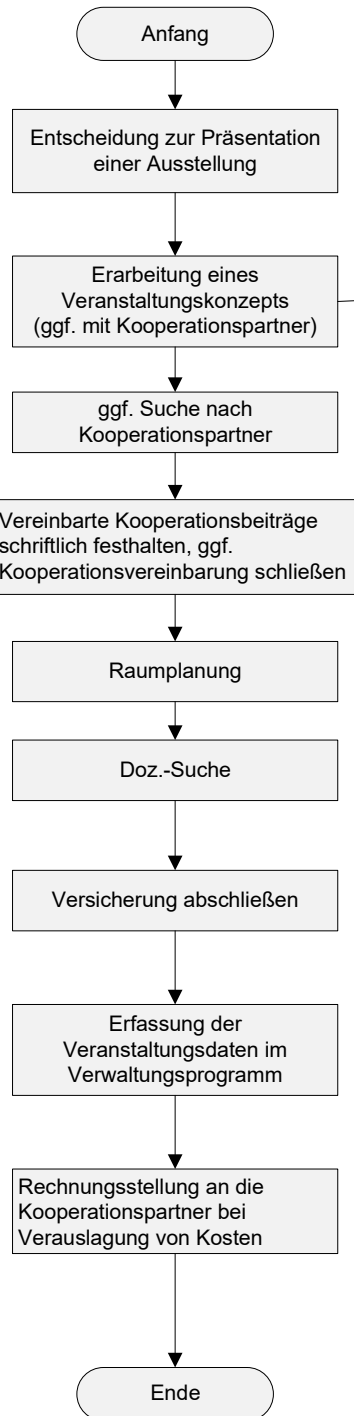 Anfang
Entscheidung zur Präsentation
einer Ausstellung
Erarbeitung eines
Veranstaltungskonzepts
(ggf. mit Kooperationspartner)
ggf. Suche nach
Kooperationspartner
Vereinbarte Kooperationsbeiträge
schriftlich festhalten, ggf.
Kooperationsvereinbarung schließen
Raumplanung
Doz.-Suche
Versicherung abschließen
Erfassung der
Veranstaltungsdaten im
Verwaltungsprogramm
Rechnungsstellung an die
Kooperationspartner bei
Verauslagung von Kosten
Ende